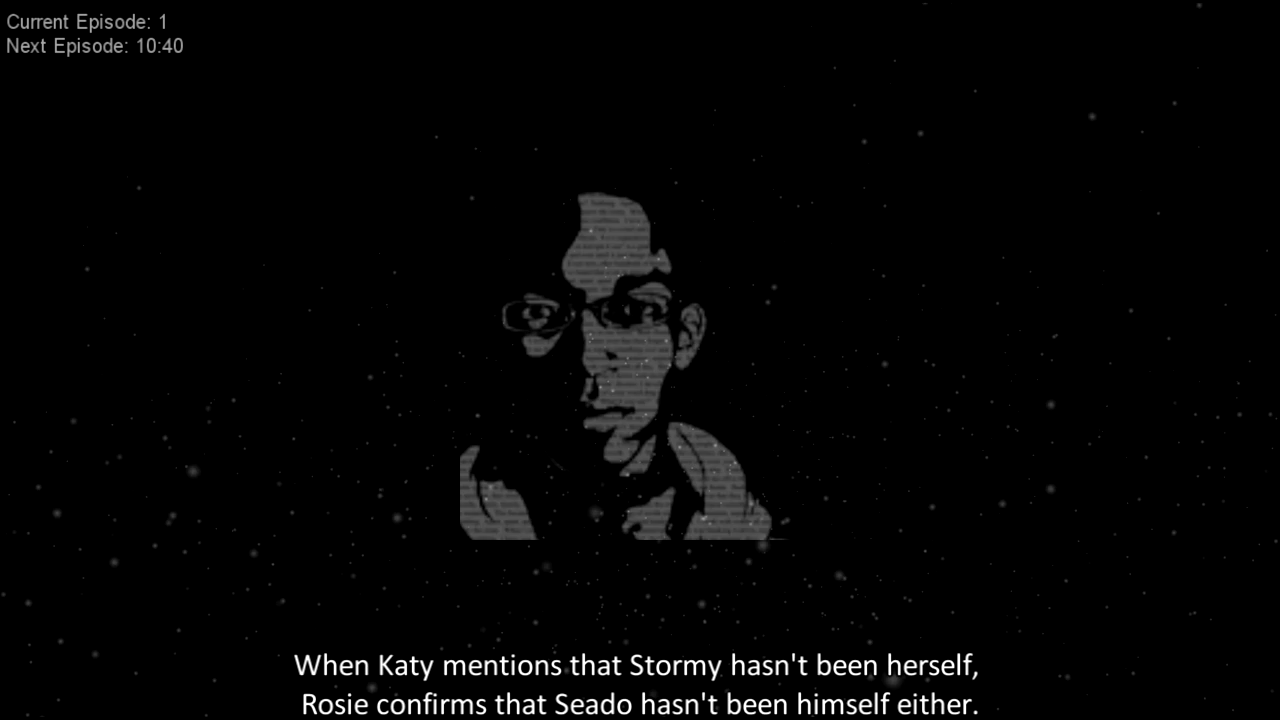 Current Episode: 1
Next Episode: 10:40
When Katy mentions that Stormy hasn't been herself,
Rosie confirms that Seado hasn't been himself either.